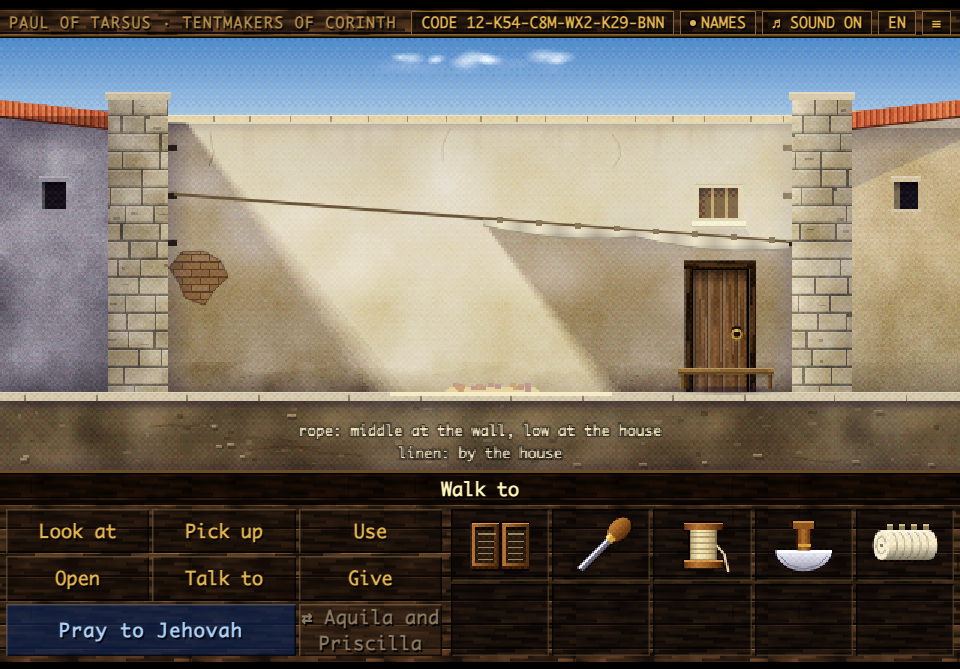 PAUL OF TARSUS · TENTMAKERS OF CORINTH
CODE 12-K54-C8M-WX2-K29-BNN
● NAMES
♬ SOUND ON
EN
≡
rope: middle at the wall, low at the house
linen: by the house
Walk to
Look at
Pick up
Use
Open
Talk to
Give
Pray to Jehovah
⇄ Aquila and
Priscilla